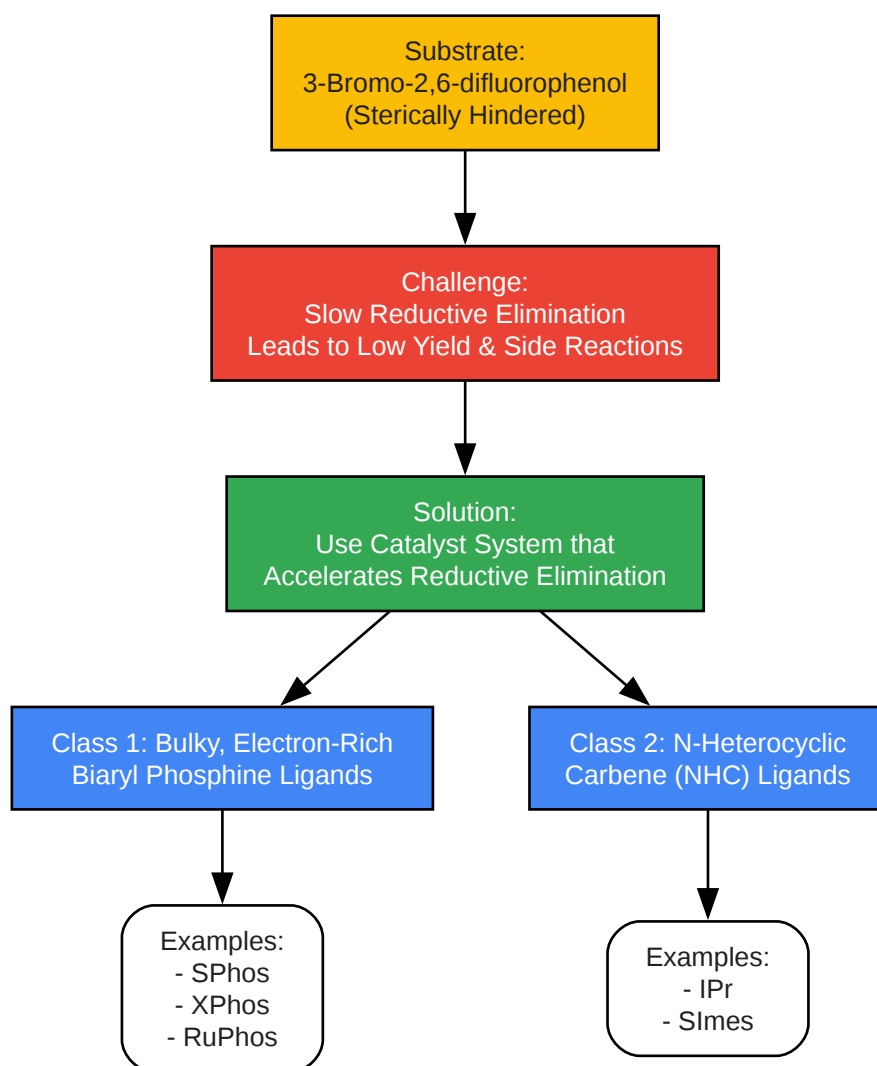 Substrate:
3-Bromo-2,6-difluorophenol
(Sterically Hindered)
Challenge:
Slow Reductive Elimination
Leads to Low Yield & Side Reactions
Solution:
Use Catalyst System that
Accelerates Reductive Elimination
Class 1: Bulky, Electron-Rich
Biaryl Phosphine Ligands
Class 2: N-Heterocyclic
Carbene (NHC) Ligands
Examples:
- SPhos
- XPhos
- RuPhos
Examples:
- IPr
- SImes